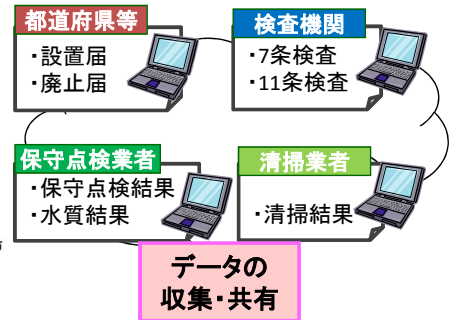 都道府県等
・設置届
・廃止届
検査機関
・7条検査
・11条検査
保守点検業者
・保守点検結果
・水質結果
清掃業者
・清掃結果
データの
収集・共有